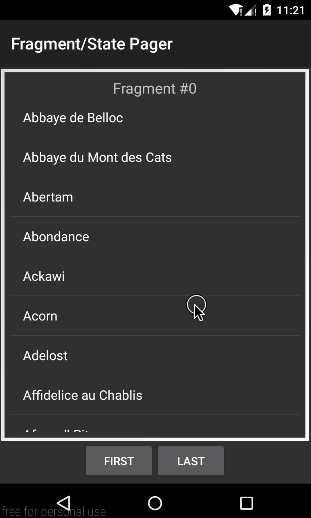 11:21
Fragment/State Pager
Fragment #0
Abbaye de Belloc
Abbaye du Mont des Cats
Abertam
Abondance
Ackawi
Acorn
Adelost
Affidelice au Chablis
FIRST
LAST
free for personal use